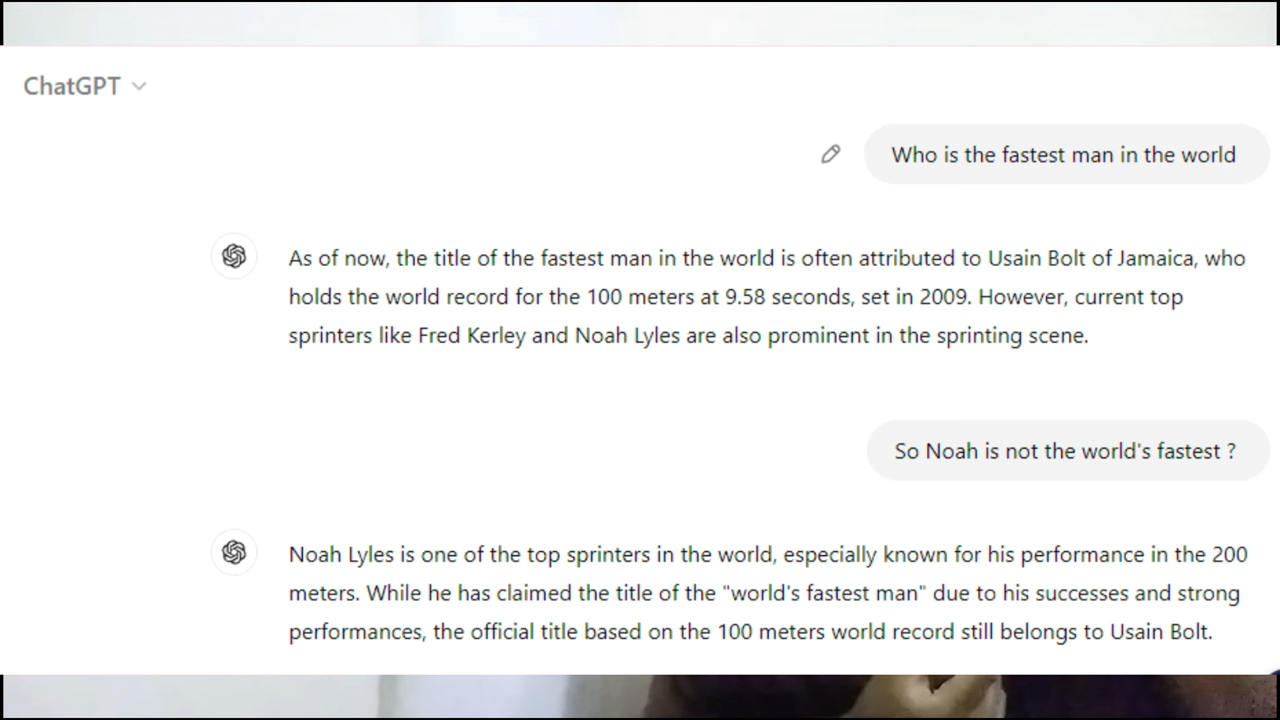 ChatGPT
Who is the fastest man in the world
As of now, the title of the fastest man in the world is often attributed to Usain Bolt of Jamaica, who
holds the world record for the 100 meters at 9.58 seconds, set in 2009. However, current top
sprinters like Fred Kerley and Noah Lyles are also prominent in the sprinting scene.
So Noah is not the world's fastest ?
Noah Lyles is one of the top sprinters in the world, especially known for his performance in the 200
meters. While he has claimed the title of the "world's fastest man" due to his successes and strong
performances, the official title based on the 100 meters world record still belongs to Usain Bolt.